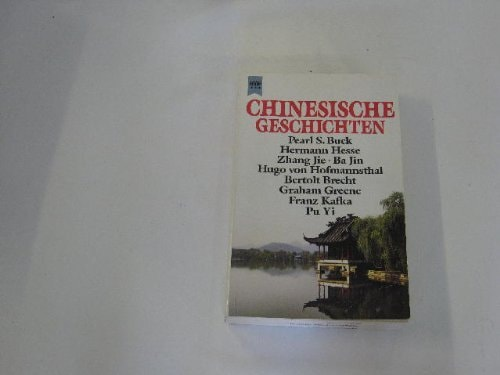 CHINESISCHE
GESCHICHTEN
Pearl S. Buck
Hermann Hesse
Zhang Jie · Ba Jin
Hugo von Hofmannsthal
Bertolt Brecht
Graham Greene
Franz Kafka
Pu Yi